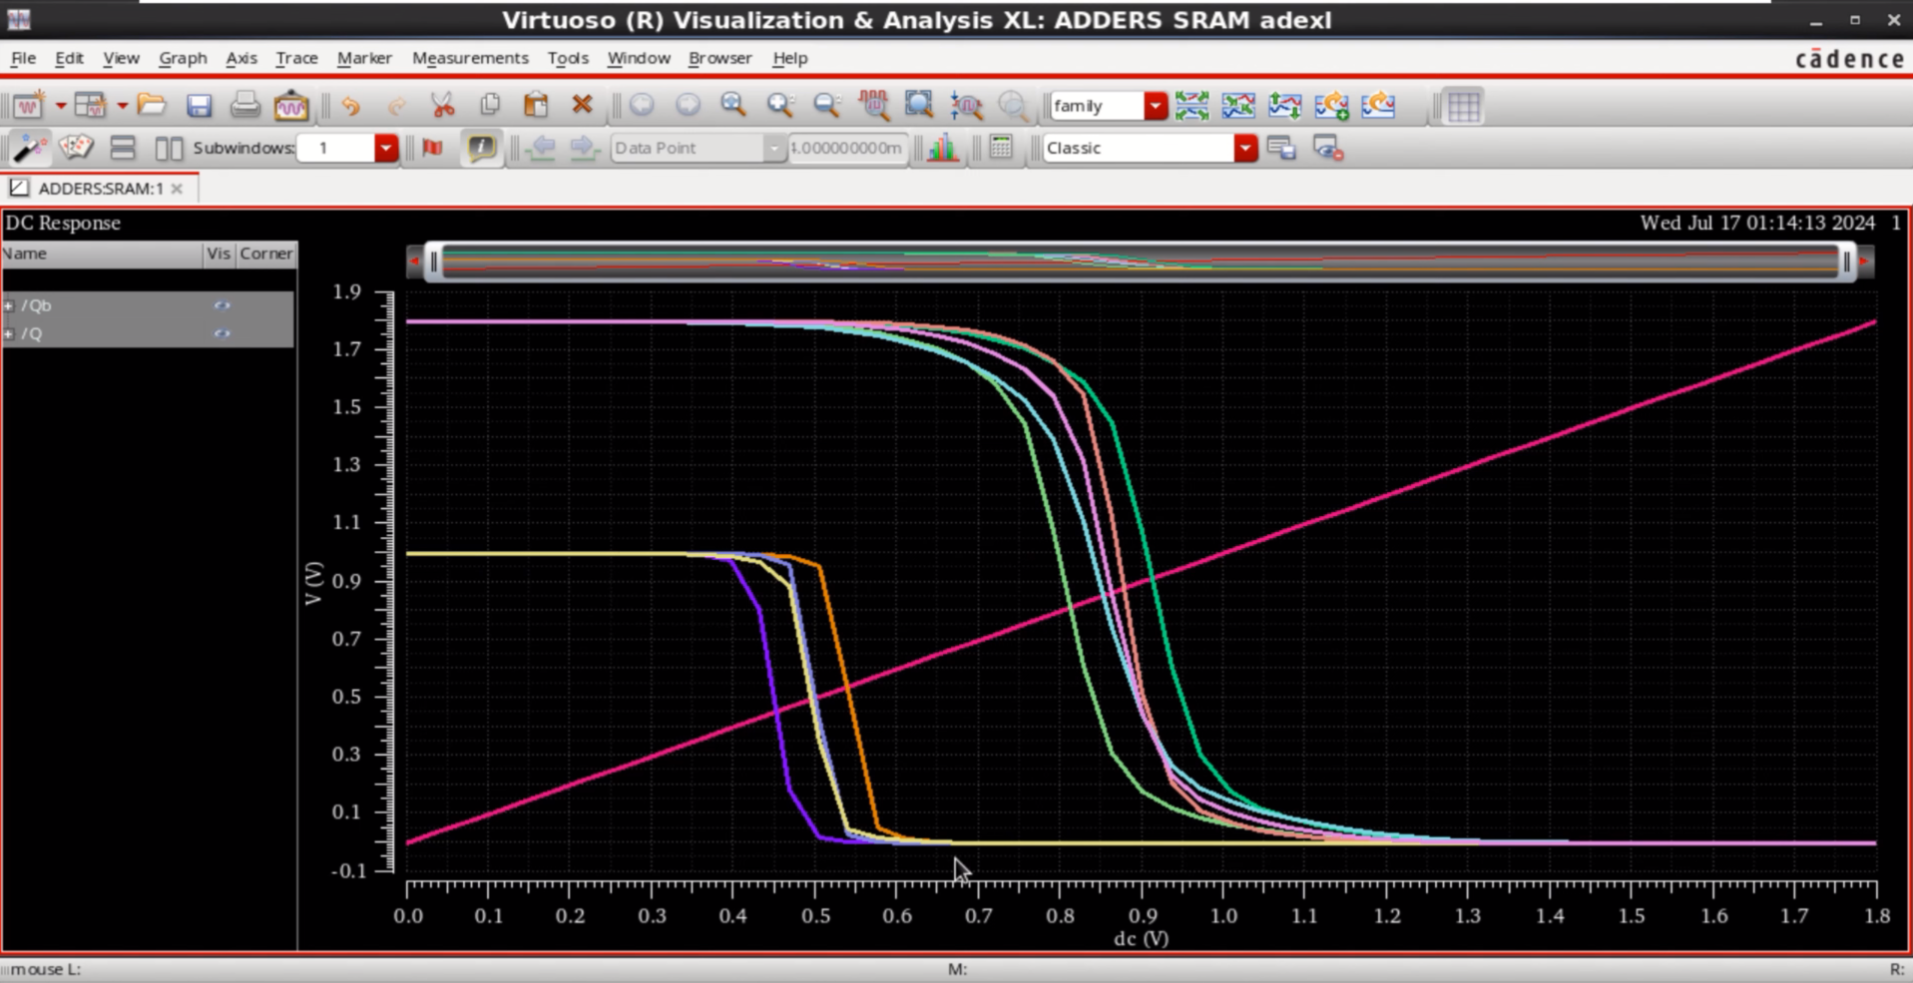 Virtuoso (R) Visualization & Analysis XL: ADDERS SRAM adexl
File Edit View Graph Axis Trace Marker Measurements Tools Window Browser Help
cādence
family
Subwindows: 1
Data Point
1.000000000m
Classic
ADDERS:SRAM:1
DC Response
Wed Jul 17 01:14:13 2024 1
Name Vis Corner
/Qb
/Q
1.9
1.7
1.5
1.3
1.1
0.9
0.7
0.5
0.3
0.1
-0.1
V (V)
0.0 0.1 0.2 0.3 0.4 0.5 0.6 0.7 0.8 0.9 1.0 1.1 1.2 1.3 1.4 1.5 1.6 1.7 1.8
dc (V)
mouse L: M: R: